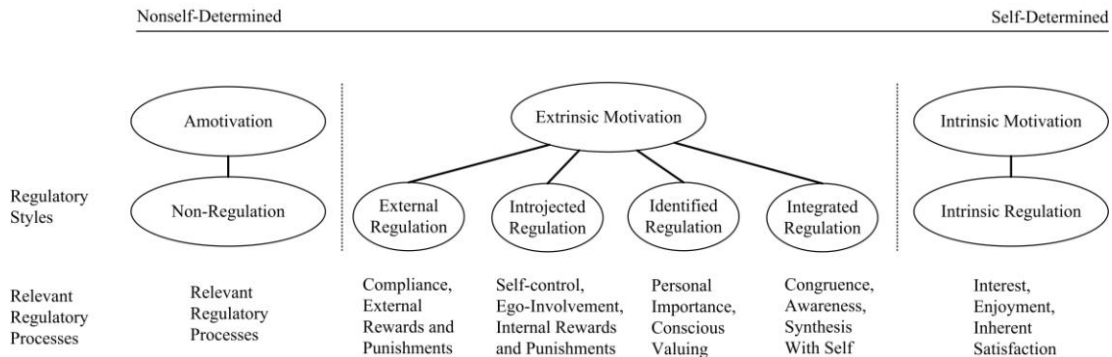 Nonself-Determined
Self-Determined
Amotivation
Extrinsic Motivation
Intrinsic Motivation
Regulatory
Styles
Non-Regulation
External
Regulation
Introjected
Regulation
Identified
Regulation
Integrated
Regulation
Intrinsic Regulation
Relevant
Regulatory
Processes
Relevant
Regulatory
Processes
Compliance,
External
Rewards and
Punishments
Self-control,
Ego-Involvement,
Internal Rewards
and Punishments
Personal
Importance,
Conscious
Valuing
Congruence,
Awareness,
Synthesis
With Self
Interest,
Enjoyment,
Inherent
Satisfaction